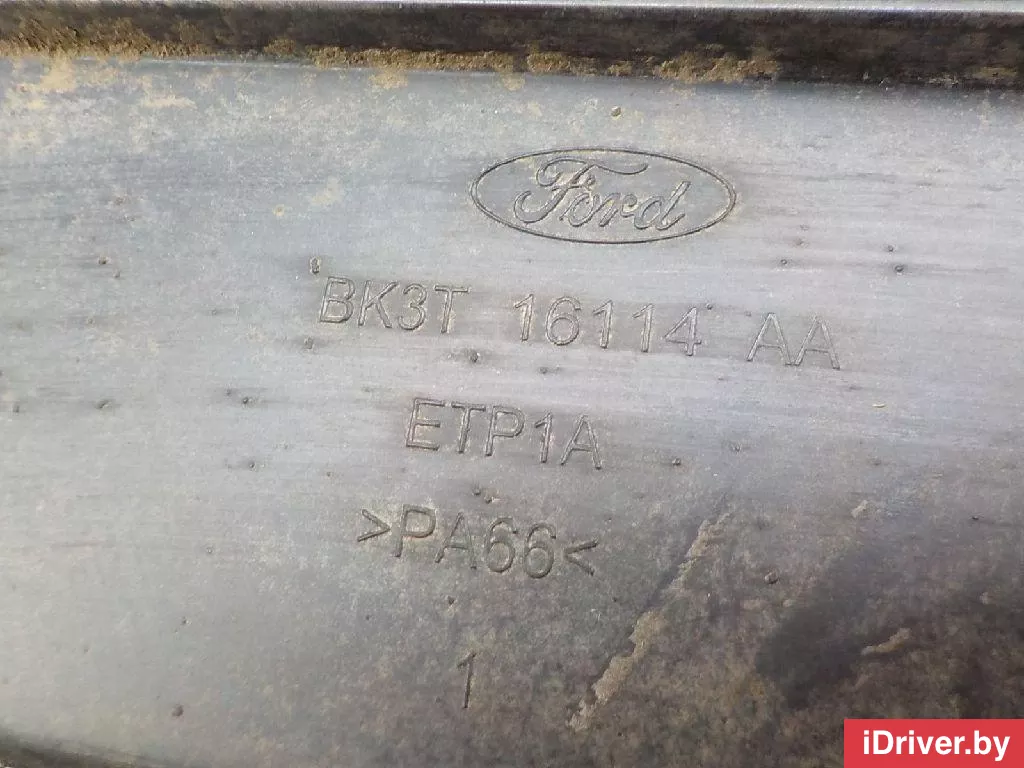 Ford
BK3T 16114 AA
ETP1A
>PA66<
1
iDriver.by